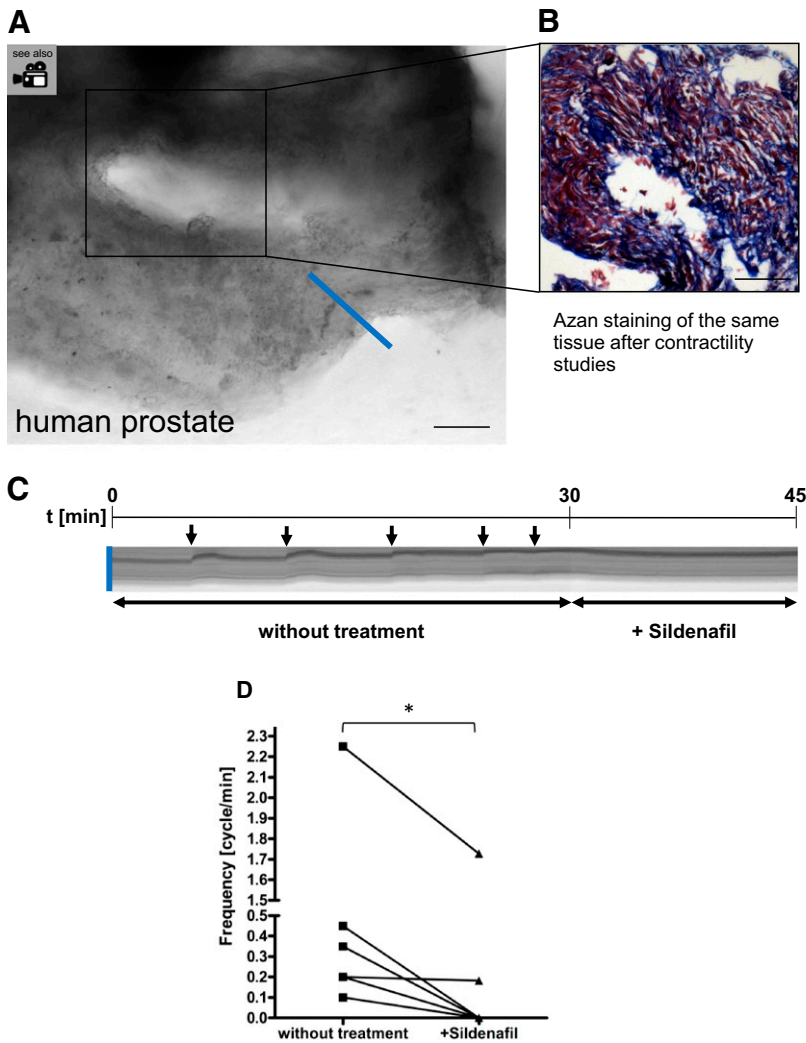 A
see also
human prostate
B
Azan staining of the same
tissue after contractility
studies
C
0
30
45
t [min]
without treatment
+ Sildenafil
D
*
Frequency [cycle/min]
2.3
2.2
2.1
2.0
1.9
1.8
1.7
1.6
1.5
0.5
0.4
0.3
0.2
0.1
0.0
without treatment
+Sildenafil